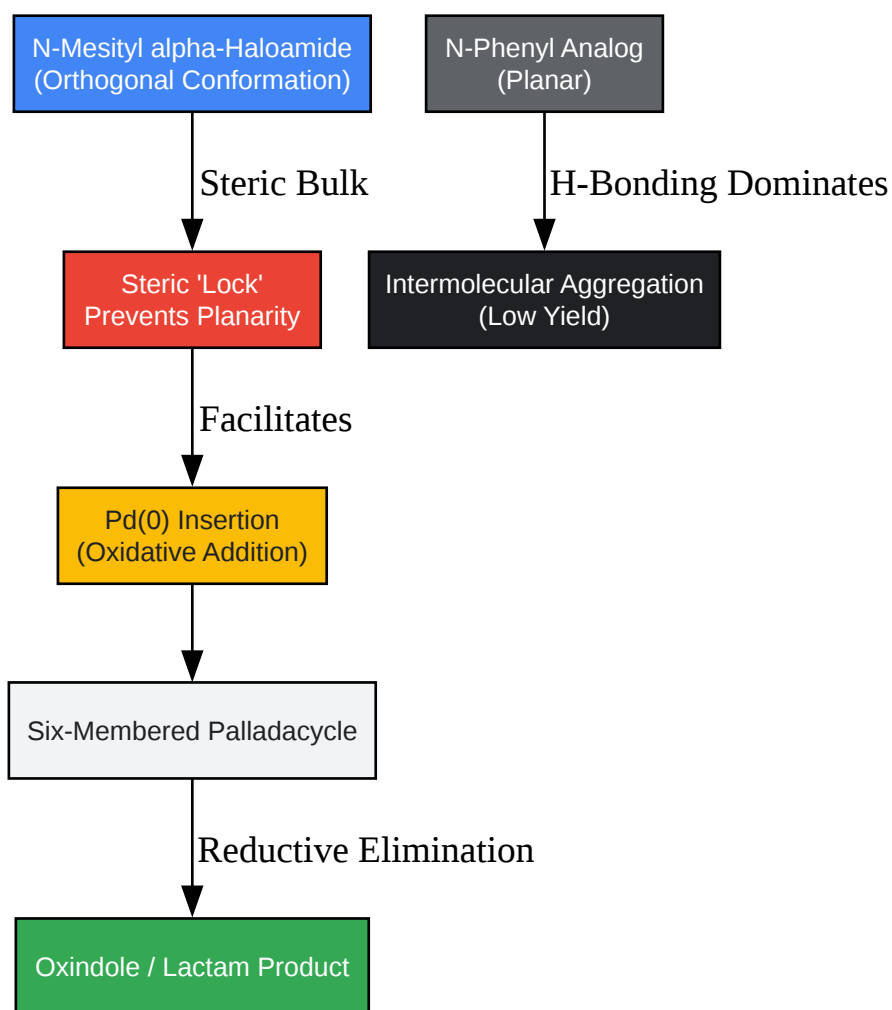 N-Mesityl alpha-Haloamide
(Orthogonal Conformation)
N-Phenyl Analog
(Planar)
Steric Bulk
H-Bonding Dominates
Steric 'Lock'
Prevents Planarity
Intermolecular Aggregation
(Low Yield)
Facilitates
Pd(0) Insertion
(Oxidative Addition)
Six-Membered Palladacycle
Reductive Elimination
Oxindole / Lactam Product